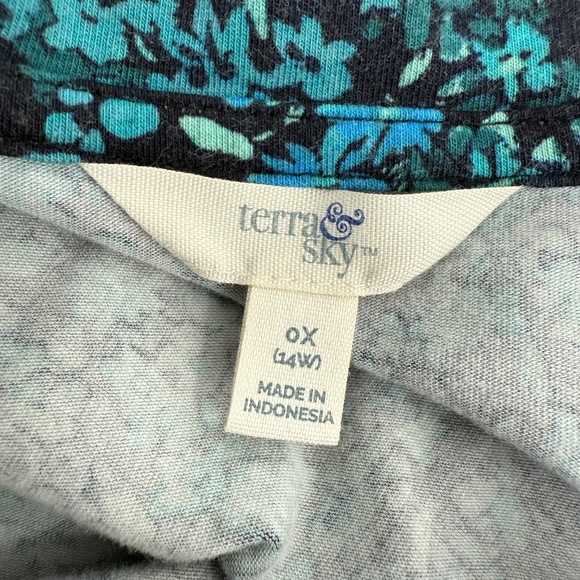 terra&
sky™
0X
(14W)
MADE IN
INDONESIA